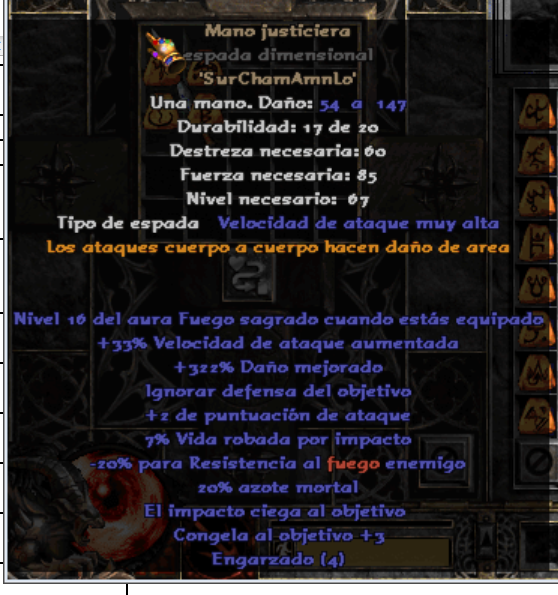 Mano justiciera
espada dimensional
'SurChamAmnLo'
Una mano. Daño: 54 a 147
Durabilidad: 17 de 20
Destreza necesaria: 60
Fuerza necesaria: 85
Nivel necesario: 67
Tipo de espada Velocidad de ataque muy alta
Los ataques cuerpo a cuerpo hacen daño de area
Nivel 16 del aura Fuego sagrado cuando estás equipado
+33% Velocidad de ataque aumentada
+322% Daño mejorado
Ignorar defensa del objetivo
+2 de puntuación de ataque
7% Vida robada por impacto
-20% para Resistencia al fuego enemigo
20% azote mortal
El impacto ciega al objetivo
Congela al objetivo +3
Engarzado (4)